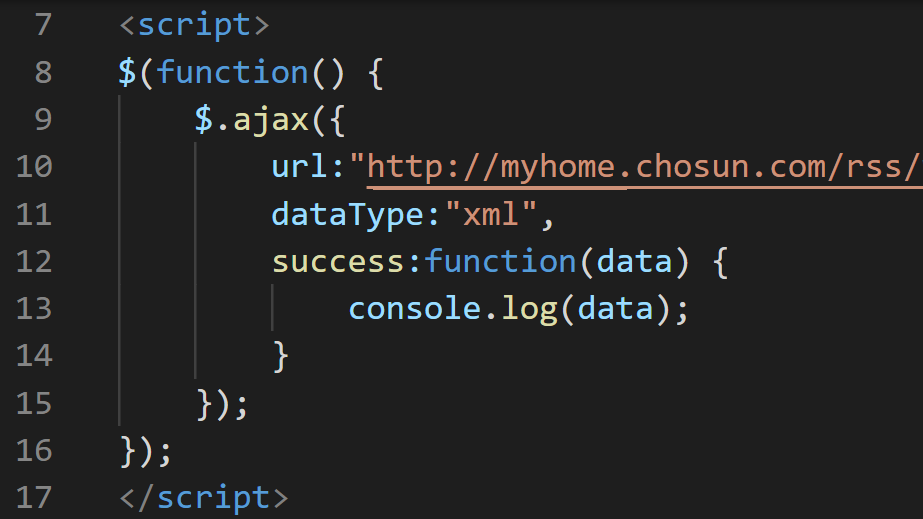 7 <script>
8 $(function() {
9 $.ajax({
10 url:"http://myhome.chosun.com/rss/
11 dataType:"xml",
12 success:function(data) {
13 console.log(data);
14 }
15 });
16 });
17 </script>